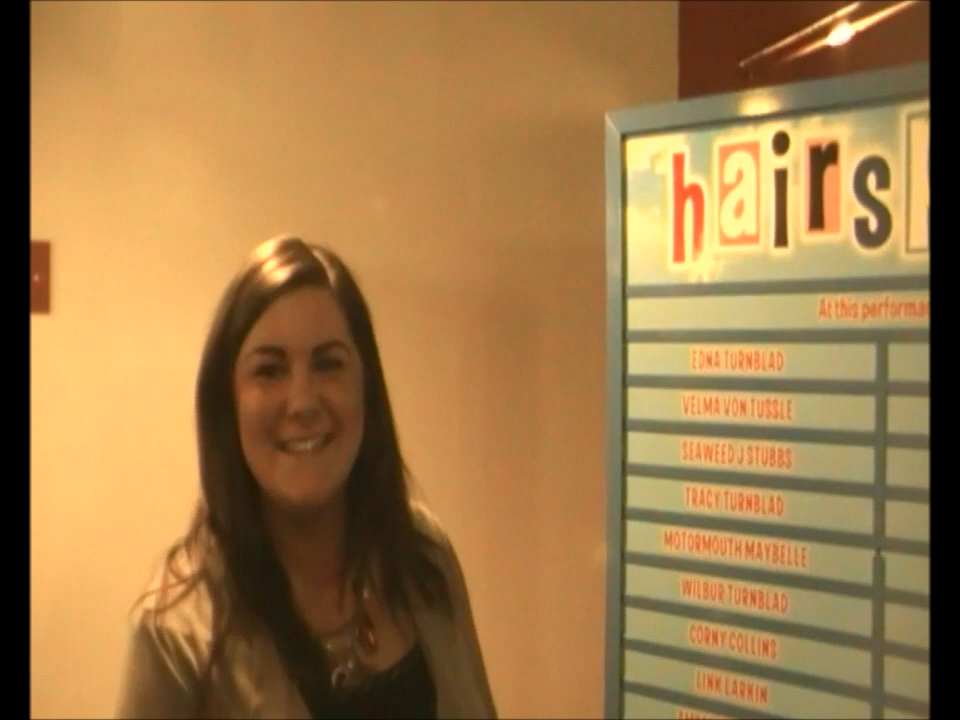 hairs
At this performa
EDNA TURNBLAD
VELMA VON TUSSLE
SEAWEED J STUBBS
TRACY TURNBLAD
MOTORMOUTH MAYBELLE
WILBUR TURNBLAD
CORNY COLLINS
LINK LARKIN